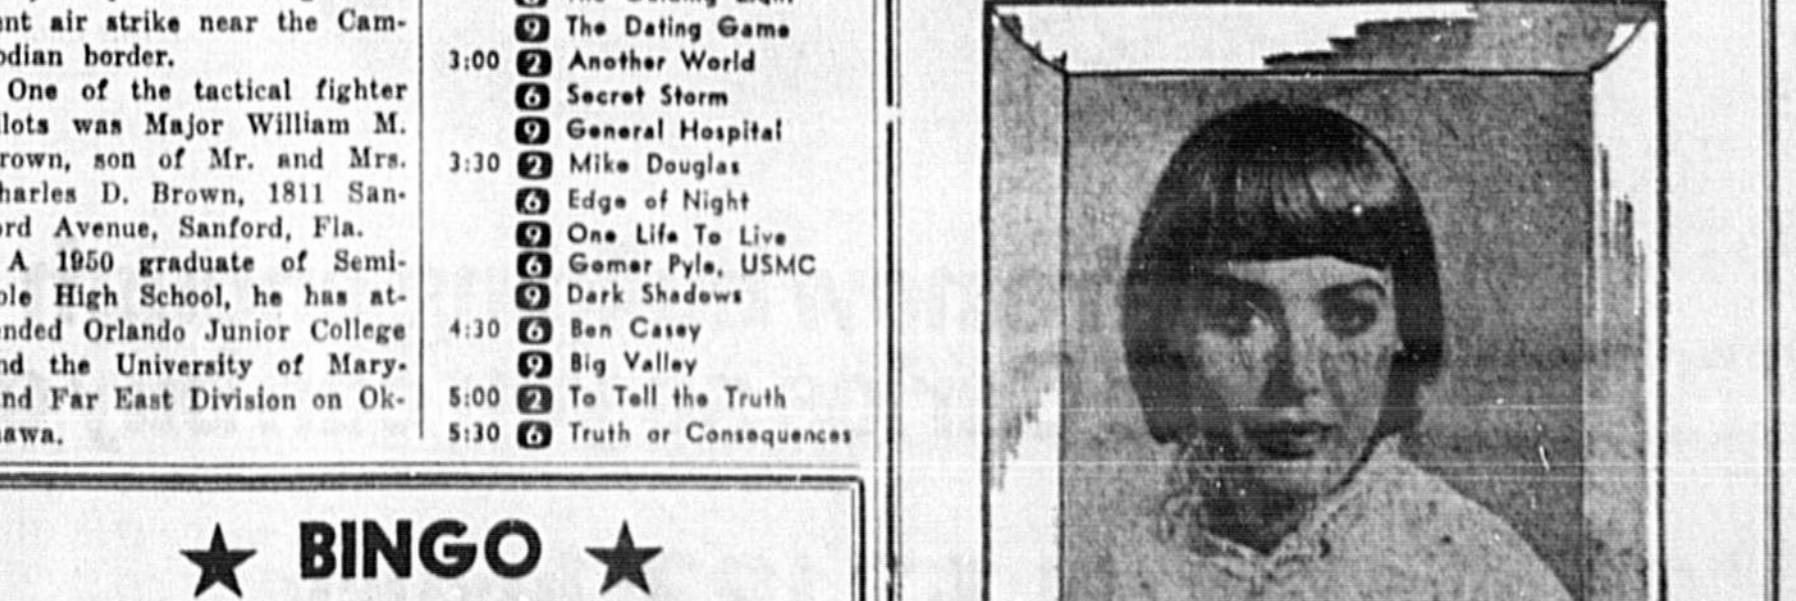 ent air strike near the Cam-
odian border.
One of the tactical fighter
lots was Major William M.
rown, son of Mr. and Mrs.
harles D. Brown, 1811 San-
ord Avenue, Sanford, Fla.
A 1950 graduate of Semi-
ole High School, he has at-
ended Orlando Junior College
nd the University of Mary-
and Far East Division on Ok-
awa.
9 The Dating Game
3:00 2 Another World
6 Secret Storm
9 General Hospital
3:30 2 Mike Douglas
6 Edge of Night
9 One Life To Live
6 Gomer Pyle, USMC
9 Dark Shadows
4:30 6 Ben Casey
9 Big Valley
5:00 2 To Tell the Truth
5:30 6 Truth or Consequences
★ BINGO ★